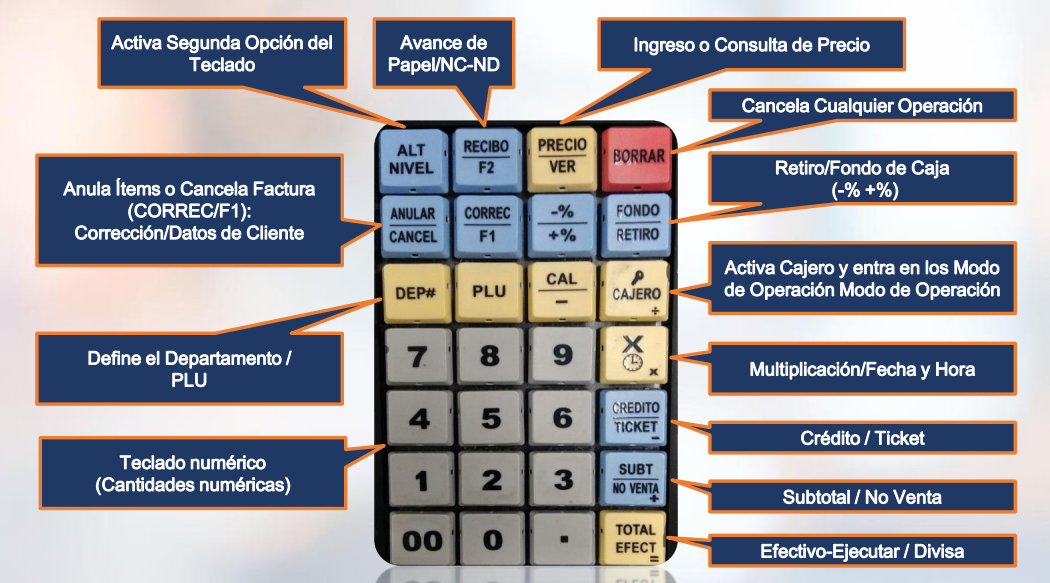 Activa Segunda Opción del
Teclado
Avance de
Papel/NC-ND
Ingreso o Consulta de Precio
Cancela Cualquier Operación
Retiro/Fondo de Caja
(-% +%)
Anula Ítems o Cancela Factura
(CORREC/F1):
Corrección/Datos de Cliente
Activa Cajero y entra en los Modo
de Operación Modo de Operación
Define el Departamento /
PLU
Multiplicación/Fecha y Hora
Crédito / Ticket
Teclado numérico
(Cantidades numéricas)
Subtotal / No Venta
Efectivo-Ejecutar / Divisa
ALT
NIVEL
RECIBO
F2
PRECIO
VER
BORRAR
ANULAR
CANCEL
CORREC
F1
-%
+%
FONDO
RETIRO
DEP#
PLU
CAL
–
CAJERO
÷
7
8
9
X
x
4
5
6
CREDITO
TICKET
–
1
2
3
SUBT
NO VENTA
+
00
0
.
TOTAL
EFECT
=